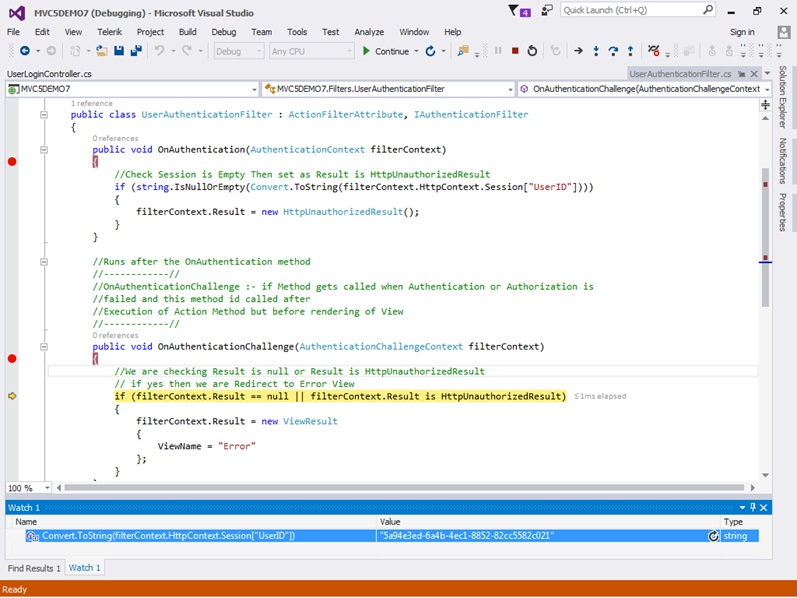 MVC5DEMO7 (Debugging) - Microsoft Visual Studio
4
Quick Launch (Ctrl+Q)
File Edit View Telerik Project Build Debug Team Tools Test Analyze Window Help
Sign in
Debug Any CPU Continue
UserLoginController.cs
UserAuthenticationFilter.cs
MVC5DEMO7
MVC5DEMO7.Filters.UserAuthenticationFilter
OnAuthenticationChallenge(AuthenticationChallengeContext
1 reference
public class UserAuthenticationFilter : ActionFilterAttribute, IAuthenticationFilter
{
0 references
public void OnAuthentication(AuthenticationContext filterContext)
{
//Check Session is Empty Then set as Result is HttpUnauthorizedResult
if (string.IsNullOrEmpty(Convert.ToString(filterContext.HttpContext.Session["UserID"])))
{
filterContext.Result = new HttpUnauthorizedResult();
}
}
//Runs after the OnAuthentication method
//------------//
//OnAuthenticationChallenge :- if Method gets called when Authentication or Authorization is
//failed and this method id called after
//Execution of Action Method but before rendering of View
//------------//
0 references
public void OnAuthenticationChallenge(AuthenticationChallengeContext filterContext)
{
//We are checking Result is null or Result is HttpUnauthorizedResult
// if yes then we are Redirect to Error View
if (filterContext.Result == null || filterContext.Result is HttpUnauthorizedResult) ≤1ms elapsed
{
filterContext.Result = new ViewResult
{
ViewName = "Error"
};
}
100 %
Solution Explorer
Notifications
Properties
Watch 1
Name Value Type
Convert.ToString(filterContext.HttpContext.Session["UserID"]) "5a94e3ed-6a4b-4ec1-8852-82cc5582c021" string
Find Results 1 Watch 1
Ready